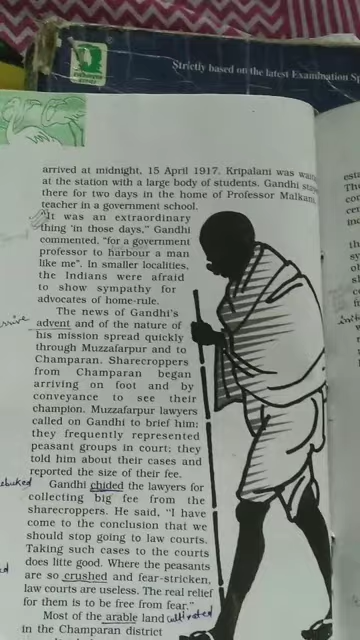 Strictly based on the latest Examination
arrived at midnight, 15 April 1917. Kripalani was
at the station with a large body of students. Gandhi
there for two days in the home of Professor Malkani,
teacher in a government school.
"It was an extraordinary
thing 'in those days," Gandhi
commented, "for a government
professor to harbour a man
like me". In smaller localities,
the Indians were afraid
to show sympathy for
advocates of home-rule.
The news of Gandhi's
advent and of the nature of
his mission spread quickly
through Muzzafarpur and to
Champaran. Sharecroppers
from Champaran began
arriving on foot and by
conveyance to see their
champion. Muzzafarpur lawyers
called on Gandhi to brief him;
they frequently represented
peasant groups in court; they
told him about their cases and
reported the size of their fee.
Gandhi chided the lawyers for
collecting big fee from the
sharecroppers. He said, "I have
come to the conclusion that we
should stop going to law courts.
Taking such cases to the courts
does litte good. Where the peasants
are so crushed and fear-stricken,
law courts are useless. The real relief
for them is to be free from fear."
Most of the arable land cultivated
in the Champaran district